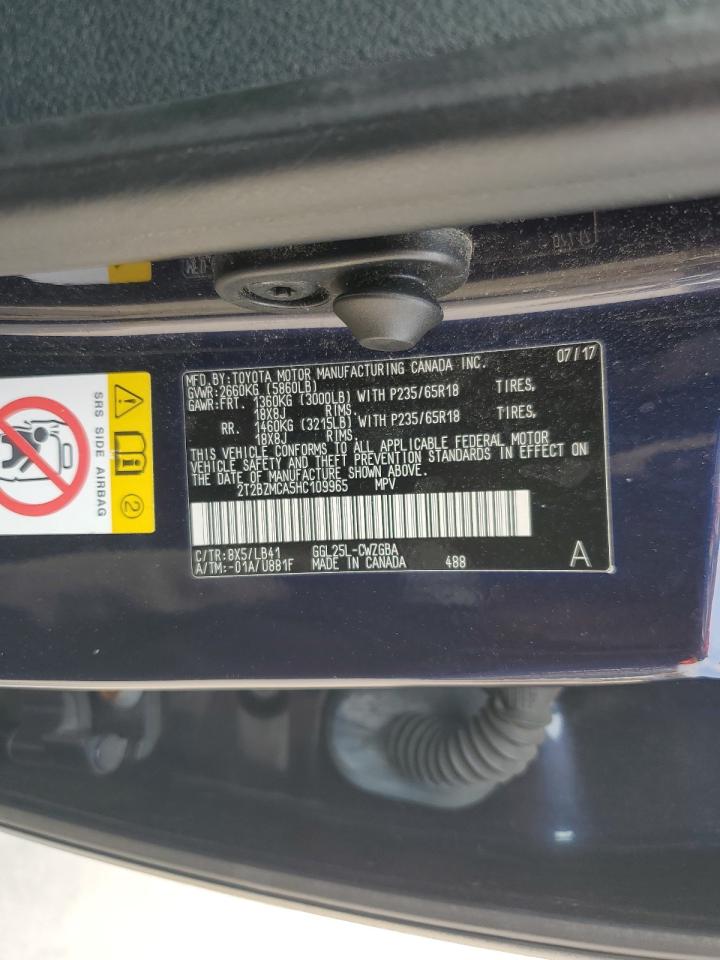 MFD.BY:TOYOTA MOTOR MANUFACTURING CANADA INC. 07/17
GVWR:2660KG (5860LB)
GAWR:FRT. 1360KG (3000LB) WITH P235/65R18 TIRES,
18X8J RIMS,
RR. 1460KG (3215LB) WITH P235/65R18 TIRES,
18X8J RIMS,
THIS VEHICLE CONFORMS TO ALL APPLICABLE FEDERAL MOTOR
VEHICLE SAFETY AND THEFT PREVENTION STANDARDS IN EFFECT ON
THE DATE OF MANUFACTURE SHOWN ABOVE.
2T2BZMCA5HC109965 MPV
C/TR:8X5/LB41 GGL25L-CWZGBA
A/TM:-01A/U881F MADE IN CANADA 488 A
SRS SIDE AIRBAG
2